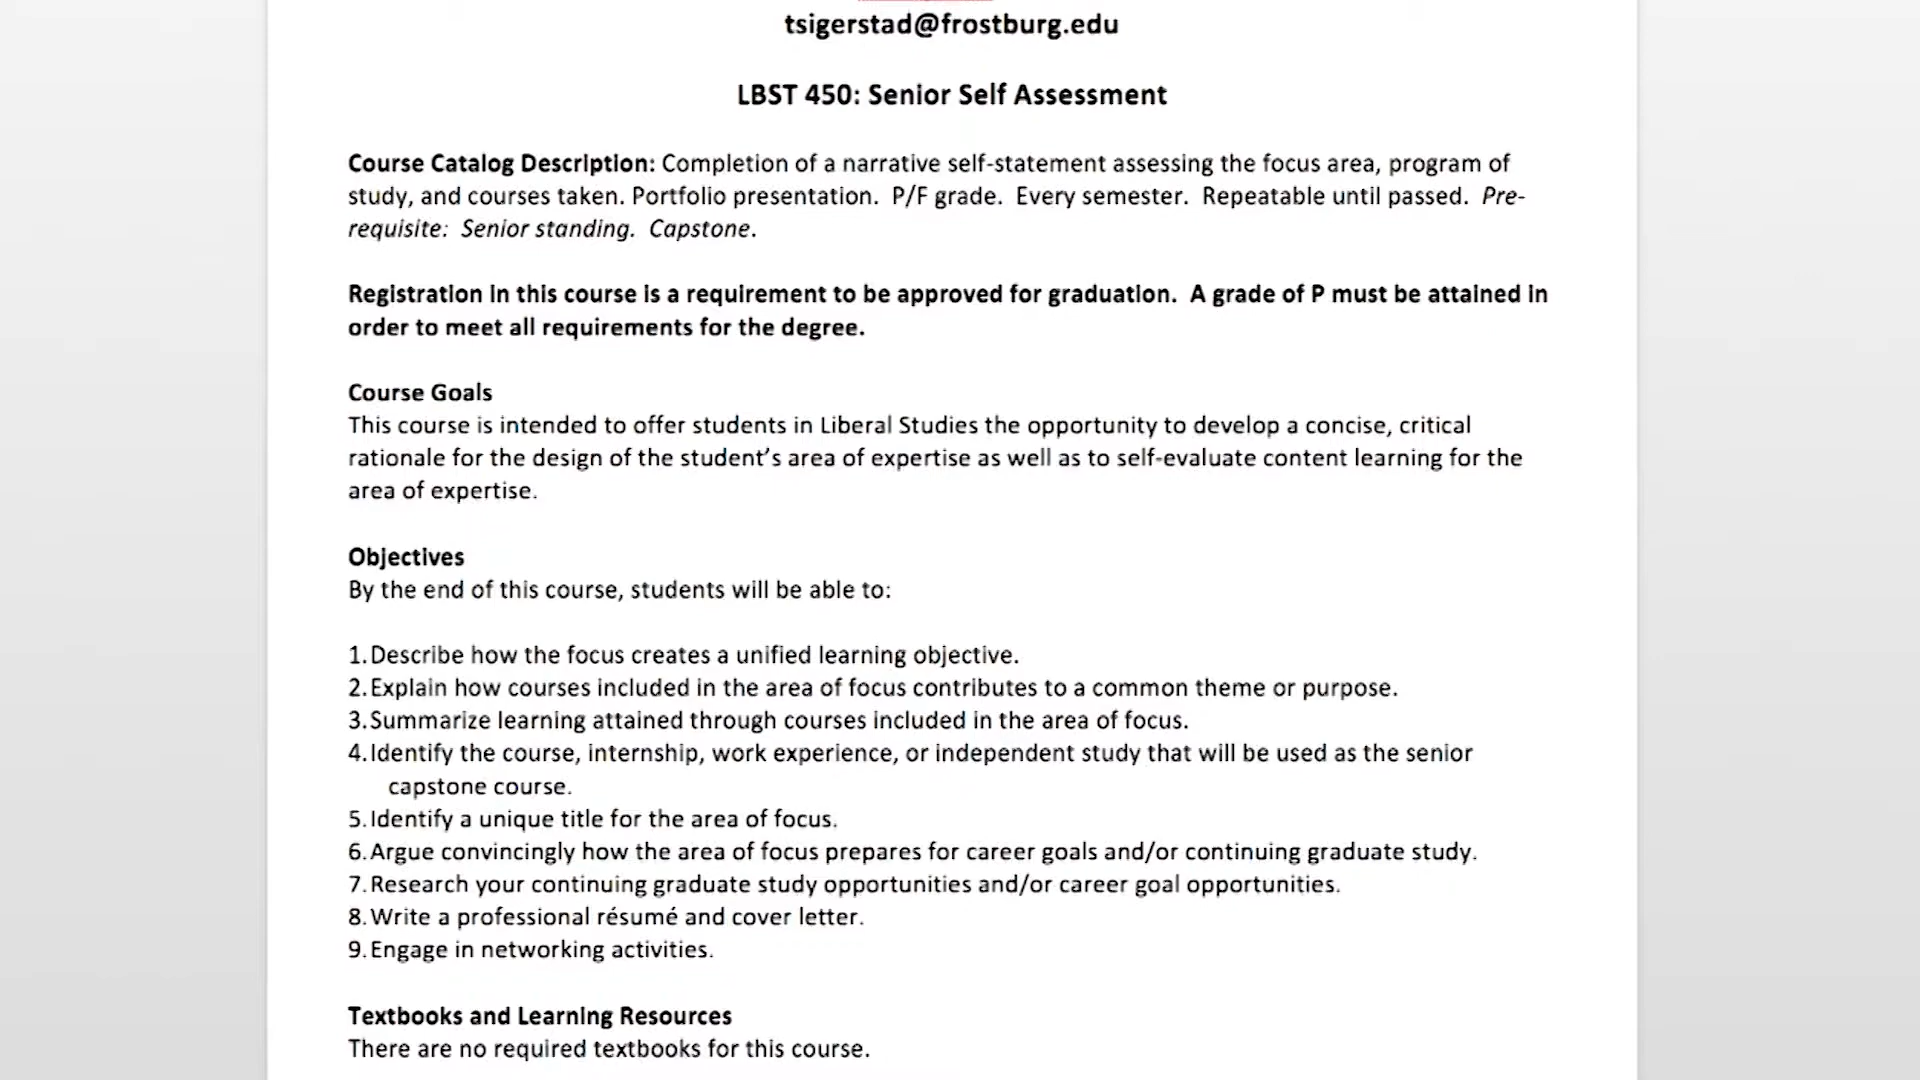 tsigerstad@frostburg.edu
LBST 450: Senior Self Assessment
Course Catalog Description: Completion of a narrative self-statement assessing the focus area, program of
study, and courses taken. Portfolio presentation.  P/F grade.  Every semester.  Repeatable until passed.  Pre-
requisite:  Senior standing.  Capstone.
Registration in this course is a requirement to be approved for graduation.  A grade of P must be attained in
order to meet all requirements for the degree.
Course Goals
This course is intended to offer students in Liberal Studies the opportunity to develop a concise, critical
rationale for the design of the student’s area of expertise as well as to self-evaluate content learning for the
area of expertise.
Objectives
By the end of this course, students will be able to:
1. Describe how the focus creates a unified learning objective.
2. Explain how courses included in the area of focus contributes to a common theme or purpose.
3. Summarize learning attained through courses included in the area of focus.
4. Identify the course, internship, work experience, or independent study that will be used as the senior
capstone course.
5. Identify a unique title for the area of focus.
6. Argue convincingly how the area of focus prepares for career goals and/or continuing graduate study.
7. Research your continuing graduate study opportunities and/or career goal opportunities.
8. Write a professional résumé and cover letter.
9. Engage in networking activities.
Textbooks and Learning Resources
There are no required textbooks for this course.